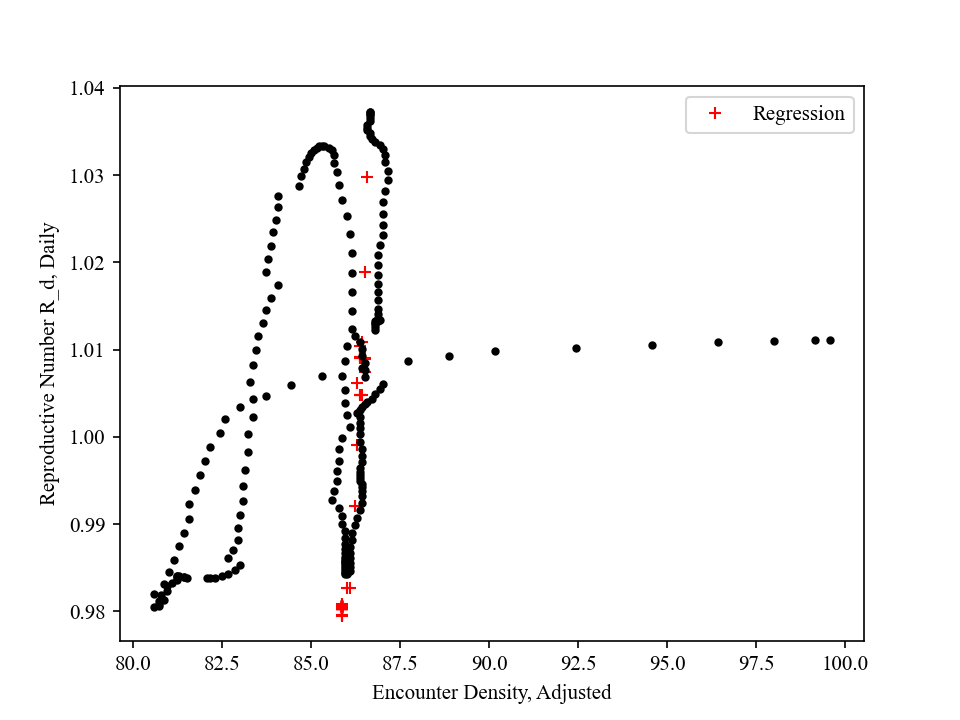 Regression
Reproductive Number R_d, Daily
1.04
1.03
1.02
1.01
1.00
0.99
0.98
80.0 82.5 85.0 87.5 90.0 92.5 95.0 97.5 100.0
Encounter Density, Adjusted